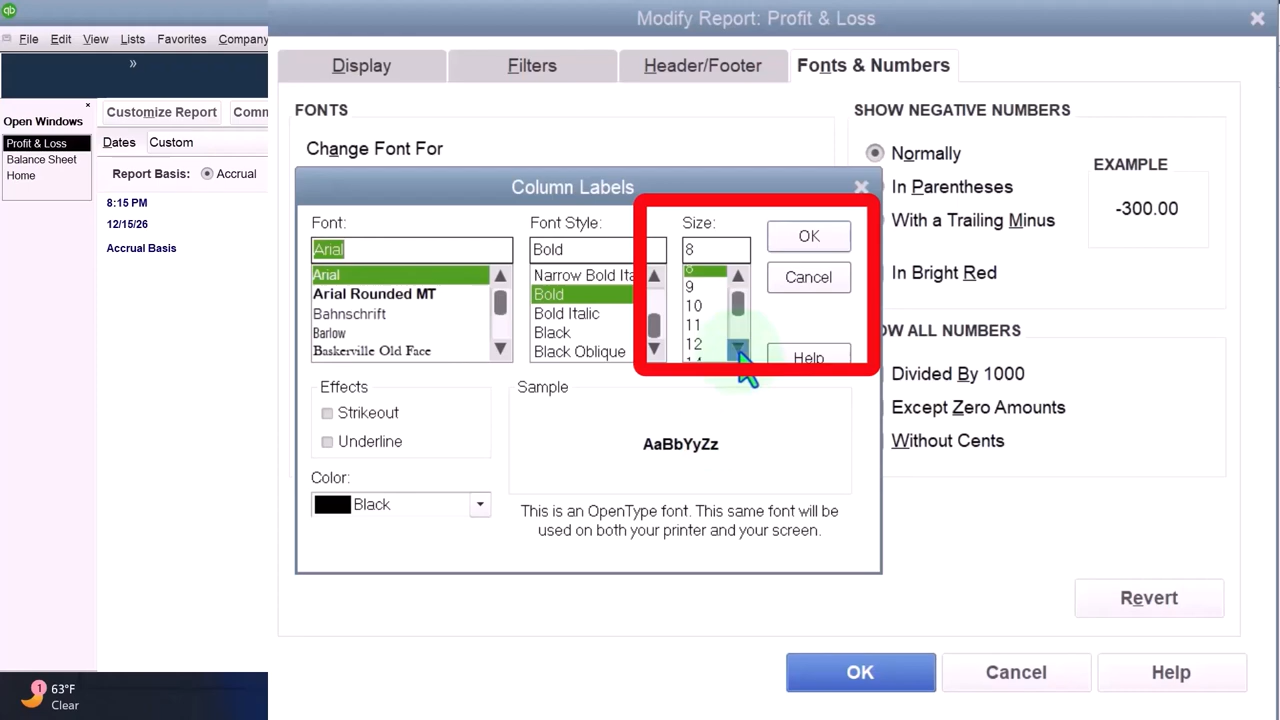 Modify Report: Profit & Loss
File Edit View Lists Favorites Company
»
Open Windows
Profit & Loss
Balance Sheet
Home
Customize Report
Dates Custom
Report Basis: Accrual
8:15 PM
12/15/26
Accrual Basis
Display Filters Header/Footer Fonts & Numbers
FONTS
Change Font For
Column Labels
Font:
Arial
Arial
Arial Rounded MT
Bahnschrift
Barlow
Baskerville Old Face
Font Style:
Bold
Narrow Bold Ita
Bold
Bold Italic
Black
Black Oblique
Size:
8
8
9
10
11
12
14
OK
Cancel
Help
Effects
Strikeout
Underline
Color:
Black
Sample
AaBbYyZz
This is an OpenType font. This same font will be
used on both your printer and your screen.
SHOW NEGATIVE NUMBERS
Normally
In Parentheses
With a Trailing Minus
In Bright Red
EXAMPLE
-300.00
OW ALL NUMBERS
Divided By 1000
Except Zero Amounts
Without Cents
Revert
OK Cancel Help
1
63°F
Clear